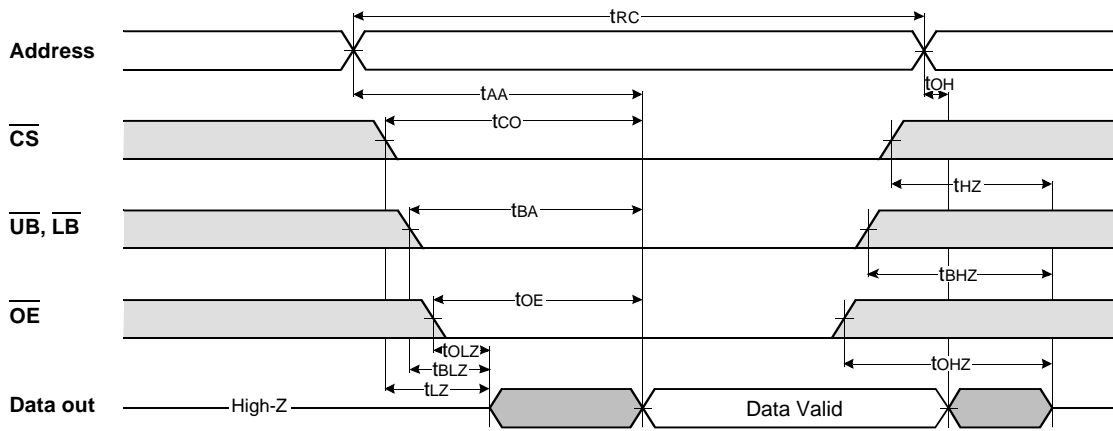 tRC
Address
tOH
tAA
CS
tCO
tHZ
UB, LB
tBA
tBHZ
OE
tOE
tOLZ
tOHZ
tBLZ
tLZ
Data out
High-Z
Data Valid